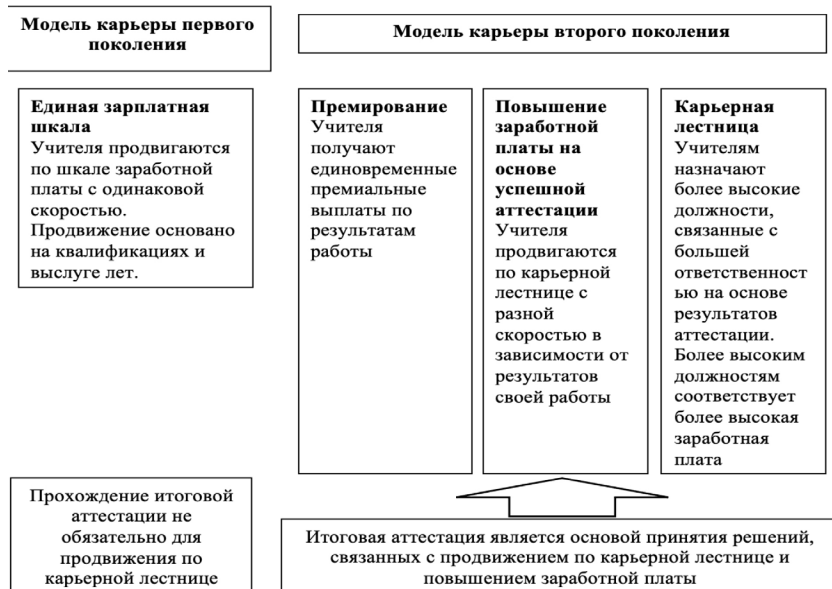 Модель карьеры первого
поколения
Модель карьеры второго поколения
Единая зарплатная
шкала
Учителя продвигаются
по шкале заработной
платы с одинаковой
скоростью.
Продвижение основано
на квалификациях и
выслуге лет.
Премирование
Учителя
получают
единовременные
премиальные
выплаты по
результатам
работы
Повышение
заработной
платы на
основе
успешной
аттестации
Учителя
продвигаются
по карьерной
лестнице с
разной
скоростью в
зависимости от
результатов
своей работы
Карьерная
лестница
Учителям
назначают
более высокие
должности,
связанные с
большей
ответственност
ью на основе
результатов
аттестации.
Более высоким
должностям
соответствует
более высокая
заработная
плата
Прохождение итоговой
аттестации не
обязательно для
продвижения по
карьерной лестнице
Итоговая аттестация является основой принятия решений,
связанных с продвижением по карьерной лестнице и
повышением заработной платы